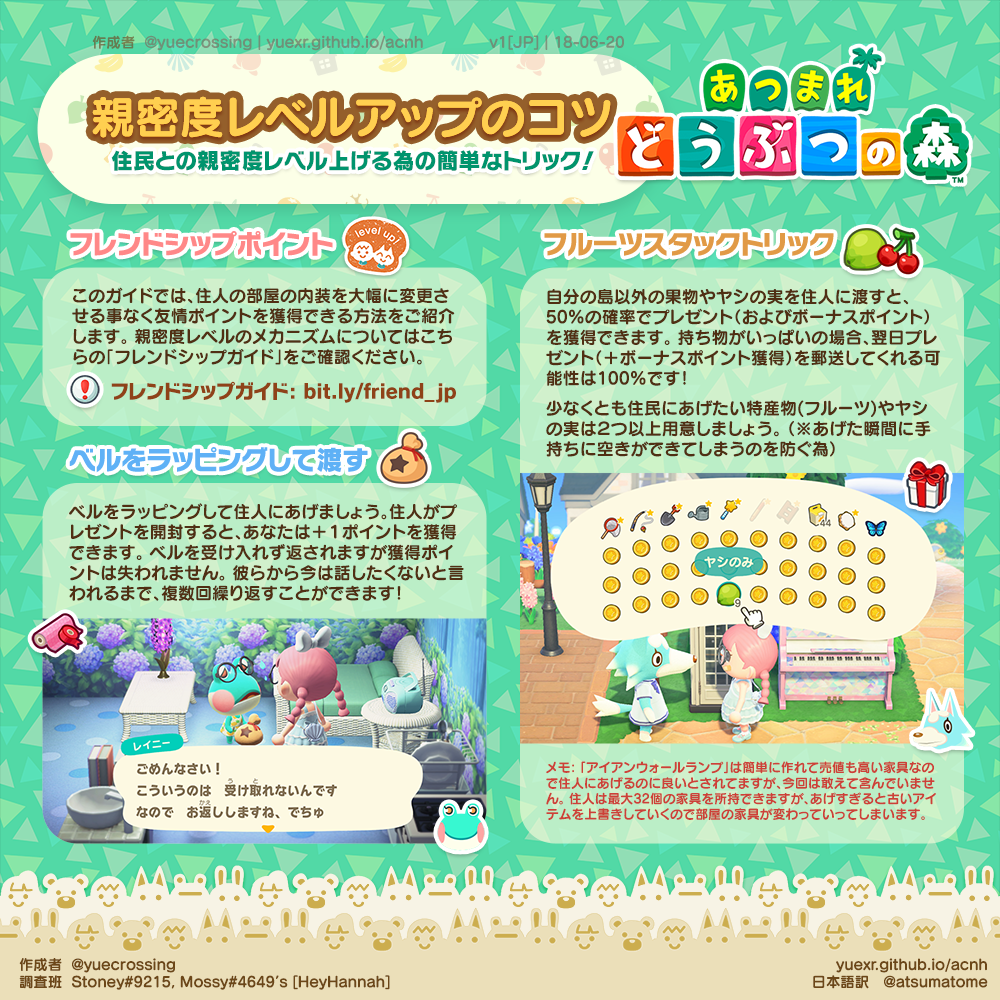 作成者 @yuecrossing | yuexr.github.io/acnh v1[JP] | 18-06-20
親密度レベルアップのコツ
住民との親密度レベル上げる為の簡単なトリック！
あつまれ
どうぶつの森
TM
フレンドシップポイント
level up!
このガイドでは、住人の部屋の内装を大幅に変更さ
せる事なく友情ポイントを獲得できる方法をご紹介
します。親密度レベルのメカニズムについてはこち
らの「フレンドシップガイド」をご確認ください。
フレンドシップガイド: bit.ly/friend_jp
ベルをラッピングして渡す
ベルをラッピングして住人にあげましょう。住人がプ
レゼントを開封すると、あなたは＋１ポイントを獲得
できます。ベルを受け入れず返されますが獲得ポイ
ントは失われません。彼らから今は話したくないと言
われるまで、複数回繰り返すことができます！
レイニー
ごめんなさい！
こういうのは 受け取れないんです
なので お返ししますね、でちゅ
フルーツスタックトリック
自分の島以外の果物やヤシの実を住人に渡すと、
50%の確率でプレゼント（およびボーナスポイント）
を獲得できます。持ち物がいっぱいの場合、翌日プレ
ゼント（＋ボーナスポイント獲得）を郵送してくれる可
能性は100%です！
少なくとも住民にあげたい特産物(フルーツ)やヤシ
の実は２つ以上用意しましょう。（※あげた瞬間に手
持ちに空きができてしまうのを防ぐ為）
44
ヤシのみ
9
メモ:「アイアンウォールランプ」は簡単に作れて売値も高い家具なの
で住人にあげるのに良いとされてますが、今回は敢えて含んでいませ
ん。住人は最大32個の家具を所持できますが、あげすぎると古いアイ
テムを上書きしていくので部屋の家具が変わっていってしまいます。
作成者 @yuecrossing
調査班 Stoney#9215, Mossy#4649's [HeyHannah]
yuexr.github.io/acnh
日本語訳 @atsumatome